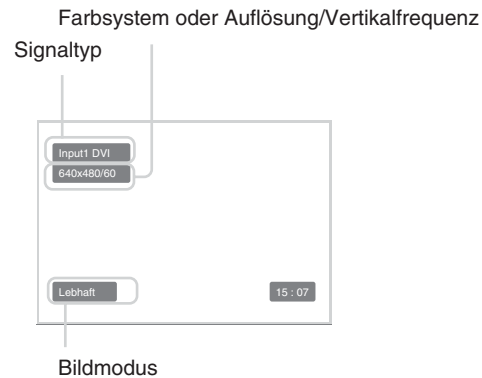 Farbsystem oder Auflösung/Vertikalfrequenz
Signaltyp
Input1 DVI
640x480/60
Lebhaft
15 : 07
Bildmodus